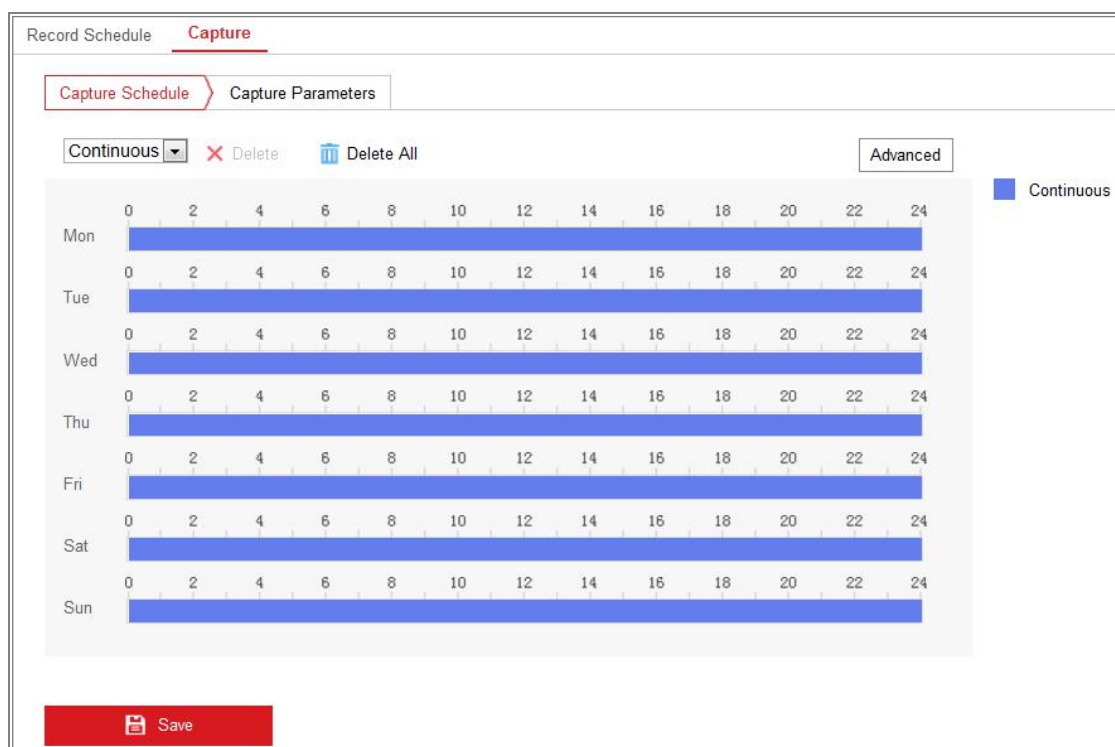 Record Schedule Capture
Capture Schedule Capture Parameters
Continuous Delete Delete All Advanced
Continuous
0 2 4 6 8 10 12 14 16 18 20 22 24
Mon
0 2 4 6 8 10 12 14 16 18 20 22 24
Tue
0 2 4 6 8 10 12 14 16 18 20 22 24
Wed
0 2 4 6 8 10 12 14 16 18 20 22 24
Thu
0 2 4 6 8 10 12 14 16 18 20 22 24
Fri
0 2 4 6 8 10 12 14 16 18 20 22 24
Sat
0 2 4 6 8 10 12 14 16 18 20 22 24
Sun
Save